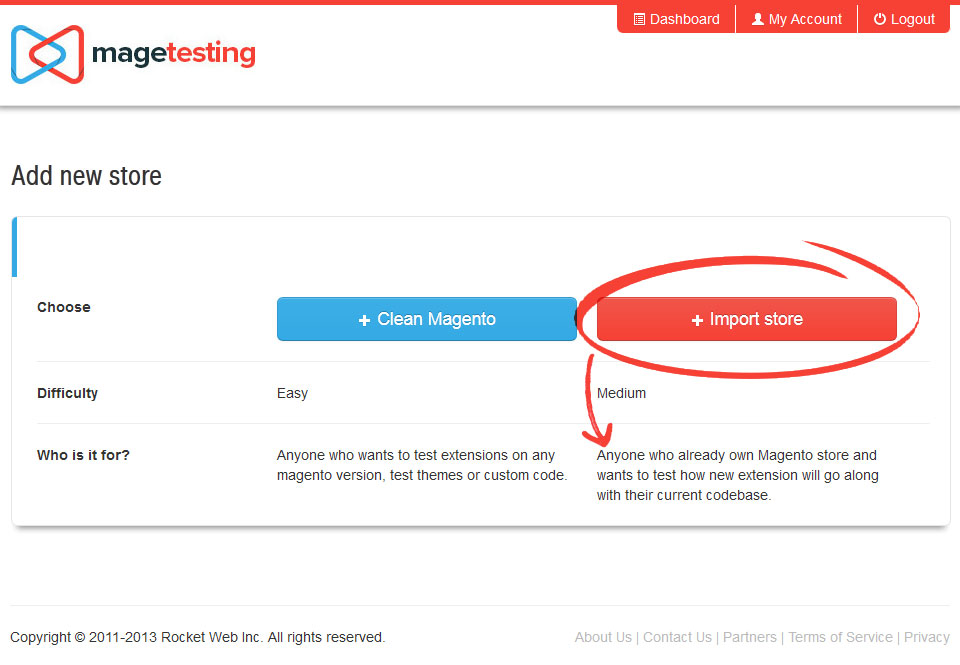 Dashboard
My Account
Logout
magetesting
Add new store
Choose
+ Clean Magento
+ Import store
Difficulty
Easy
Medium
Who is it for?
Anyone who wants to test extensions on any
magento version, test themes or custom code.
Anyone who already own Magento store and
wants to test how new extension will go along
with their current codebase.
Copyright © 2011-2013 Rocket Web Inc. All rights reserved.
About Us | Contact Us | Partners | Terms of Service | Privacy